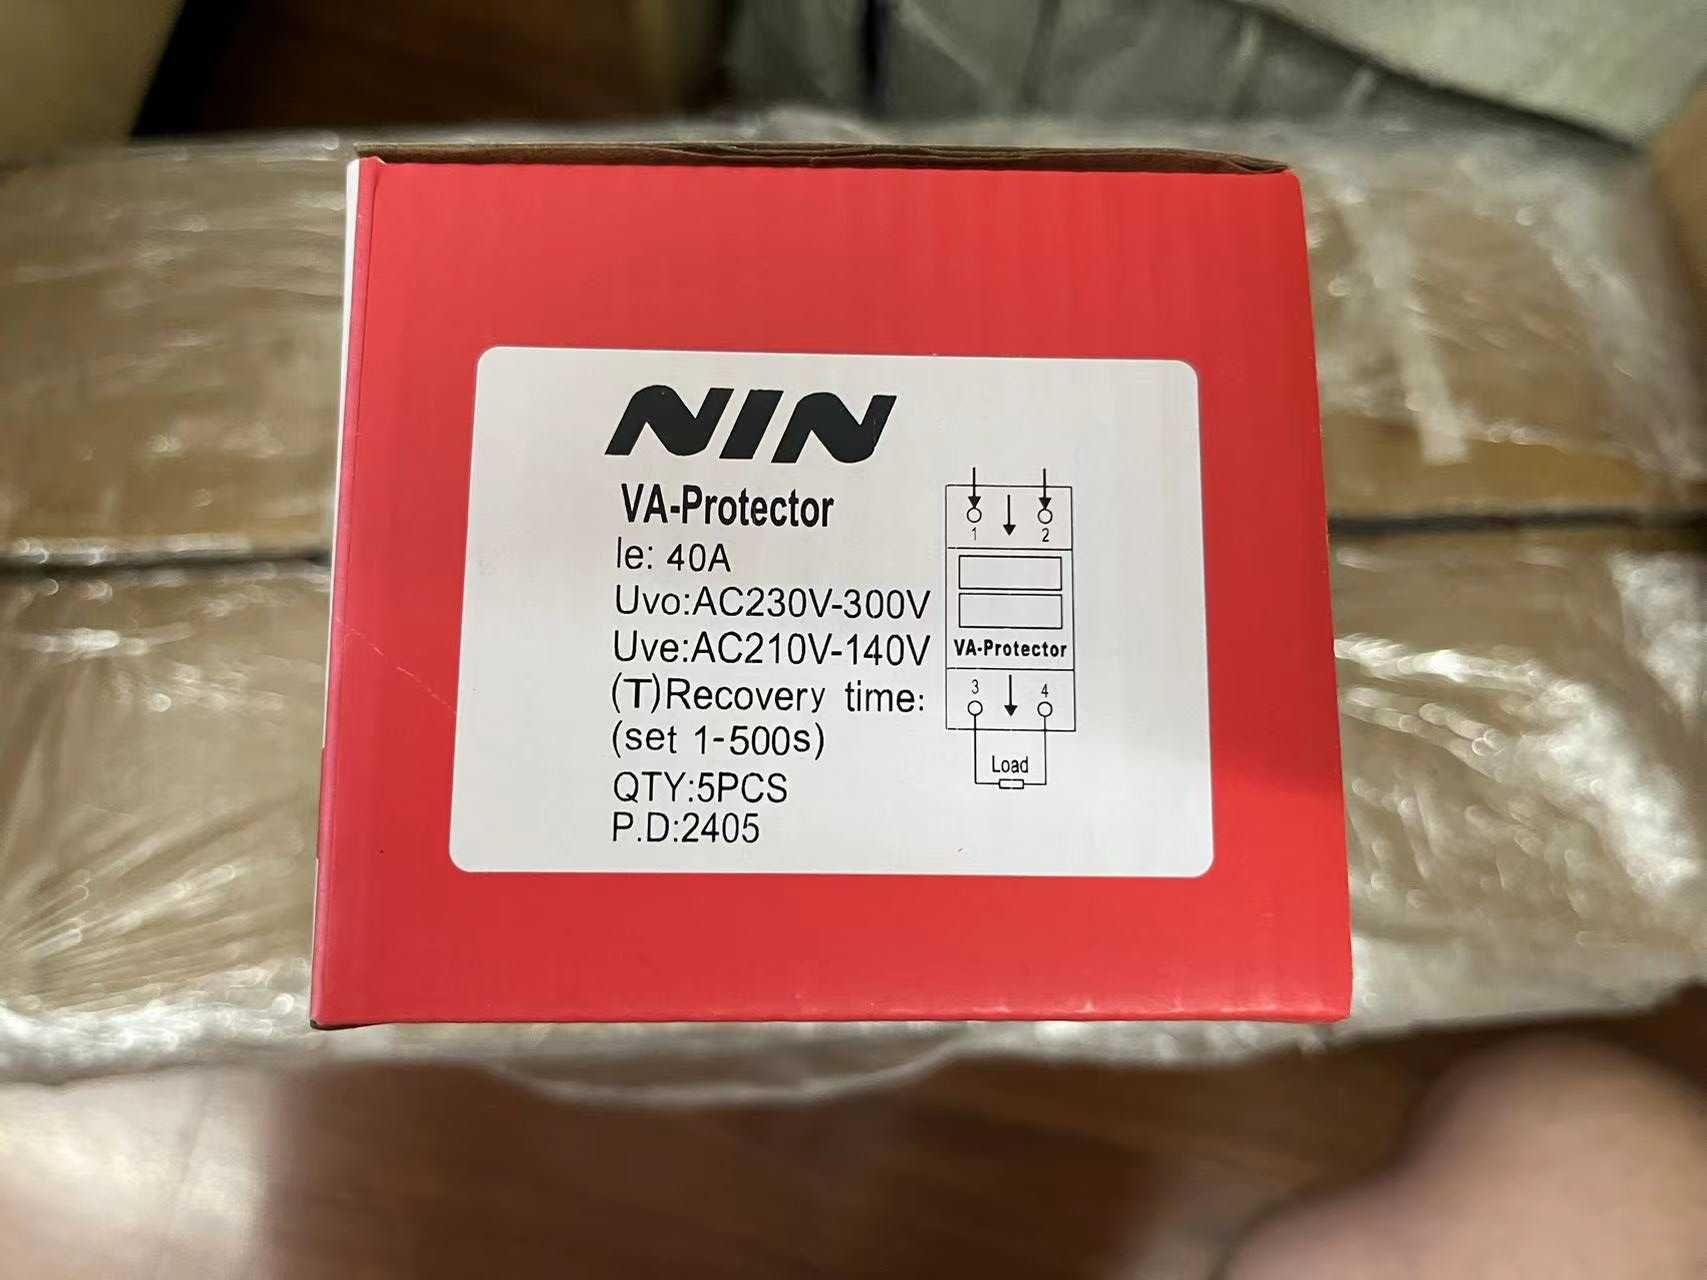 NIN
VA-Protector
Ie: 40A
Uvo:AC230V-300V
Uve:AC210V-140V
(T)Recovery time:
(set 1-500s)
QTY:5PCS
P.D:2405
1 2
VA-Protector
3 4
Load